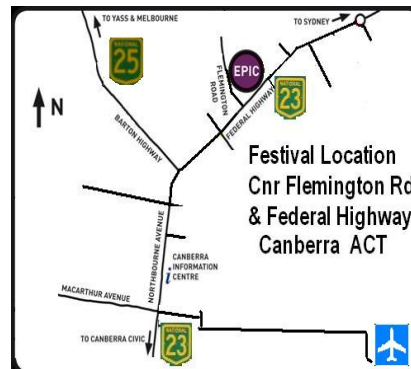 TO YASS & MELBOURNE
TO SYDNEY
NATIONAL
25
EPIC
FLEMINGTON
ROAD
NATIONAL
23
FEDERAL HIGHWAY
N
BARTON HIGHWAY
Festival Location
Cnr Flemington Rd
& Federal Highway
Canberra ACT
NORTHBOURNE AVENUE
CANBERRA
INFORMATION
CENTRE
i
MACARTHUR AVENUE
TO CANBERRA CIVIC
NATIONAL
23